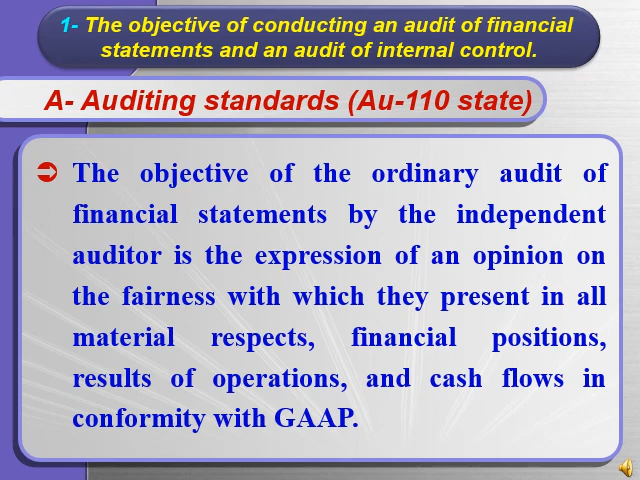 1- The objective of conducting an audit of financial
statements and an audit of internal control.
A- Auditing standards (Au-110 state)
The objective of the ordinary audit of
financial statements by the independent
auditor is the expression of an opinion on
the fairness with which they present in all
material respects, financial positions,
results of operations, and cash flows in
conformity with GAAP.